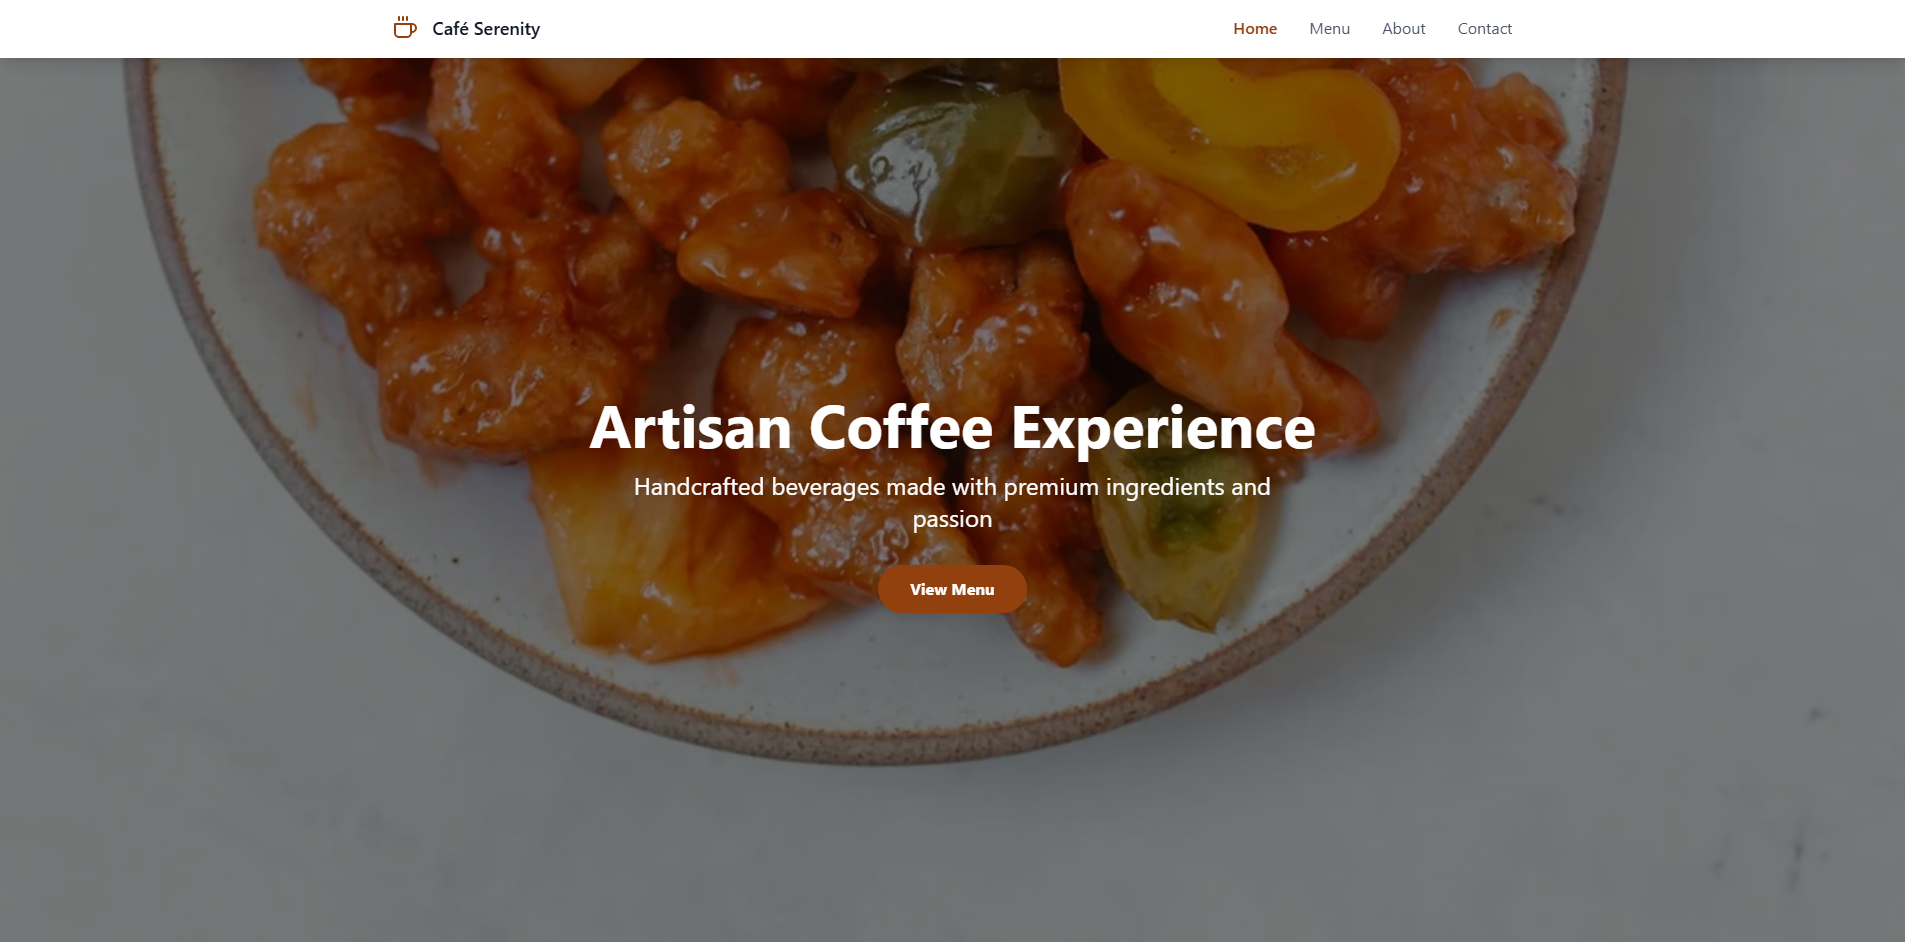 Café Serenity
Home Menu About Contact
Artisan Coffee Experience
Handcrafted beverages made with premium ingredients and
passion
View Menu